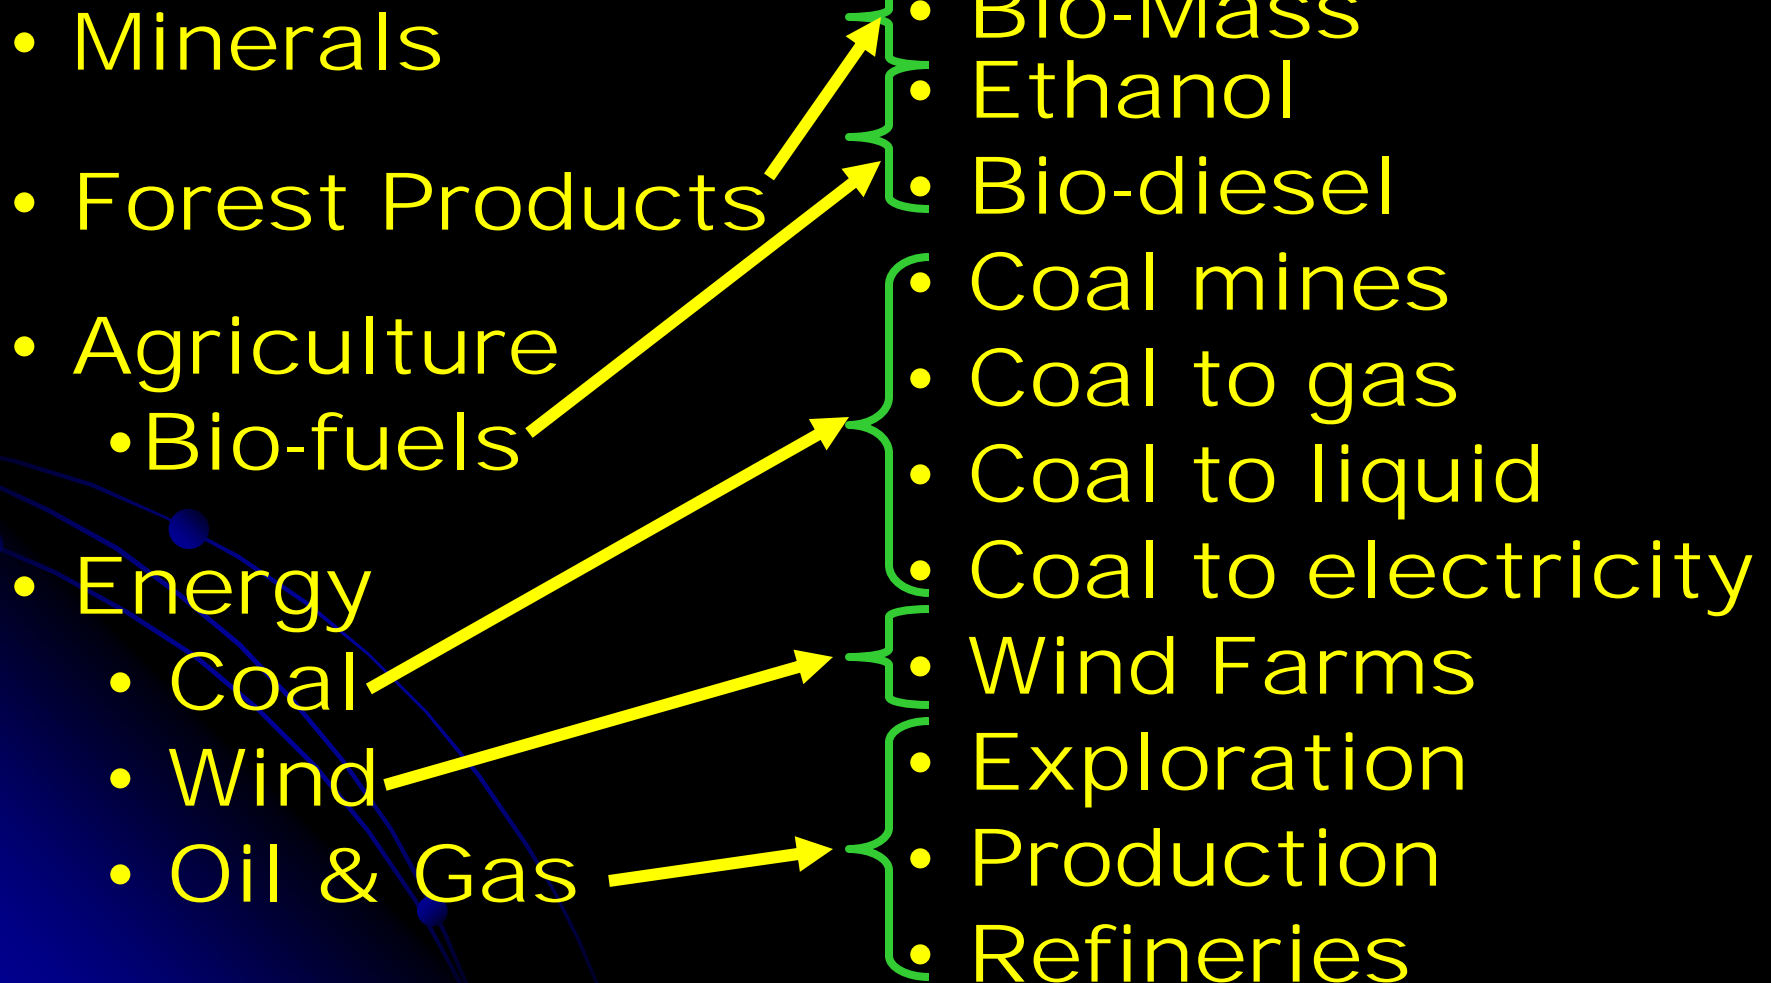 • Minerals
• Forest Products
• Agriculture
•Bio-fuels
• Energy
• Coal
• Wind
• Oil & Gas
• Bio-Mass
• Ethanol
• Bio-diesel
• Coal mines
• Coal to gas
• Coal to liquid
• Coal to electricity
• Wind Farms
• Exploration
• Production
• Refineries